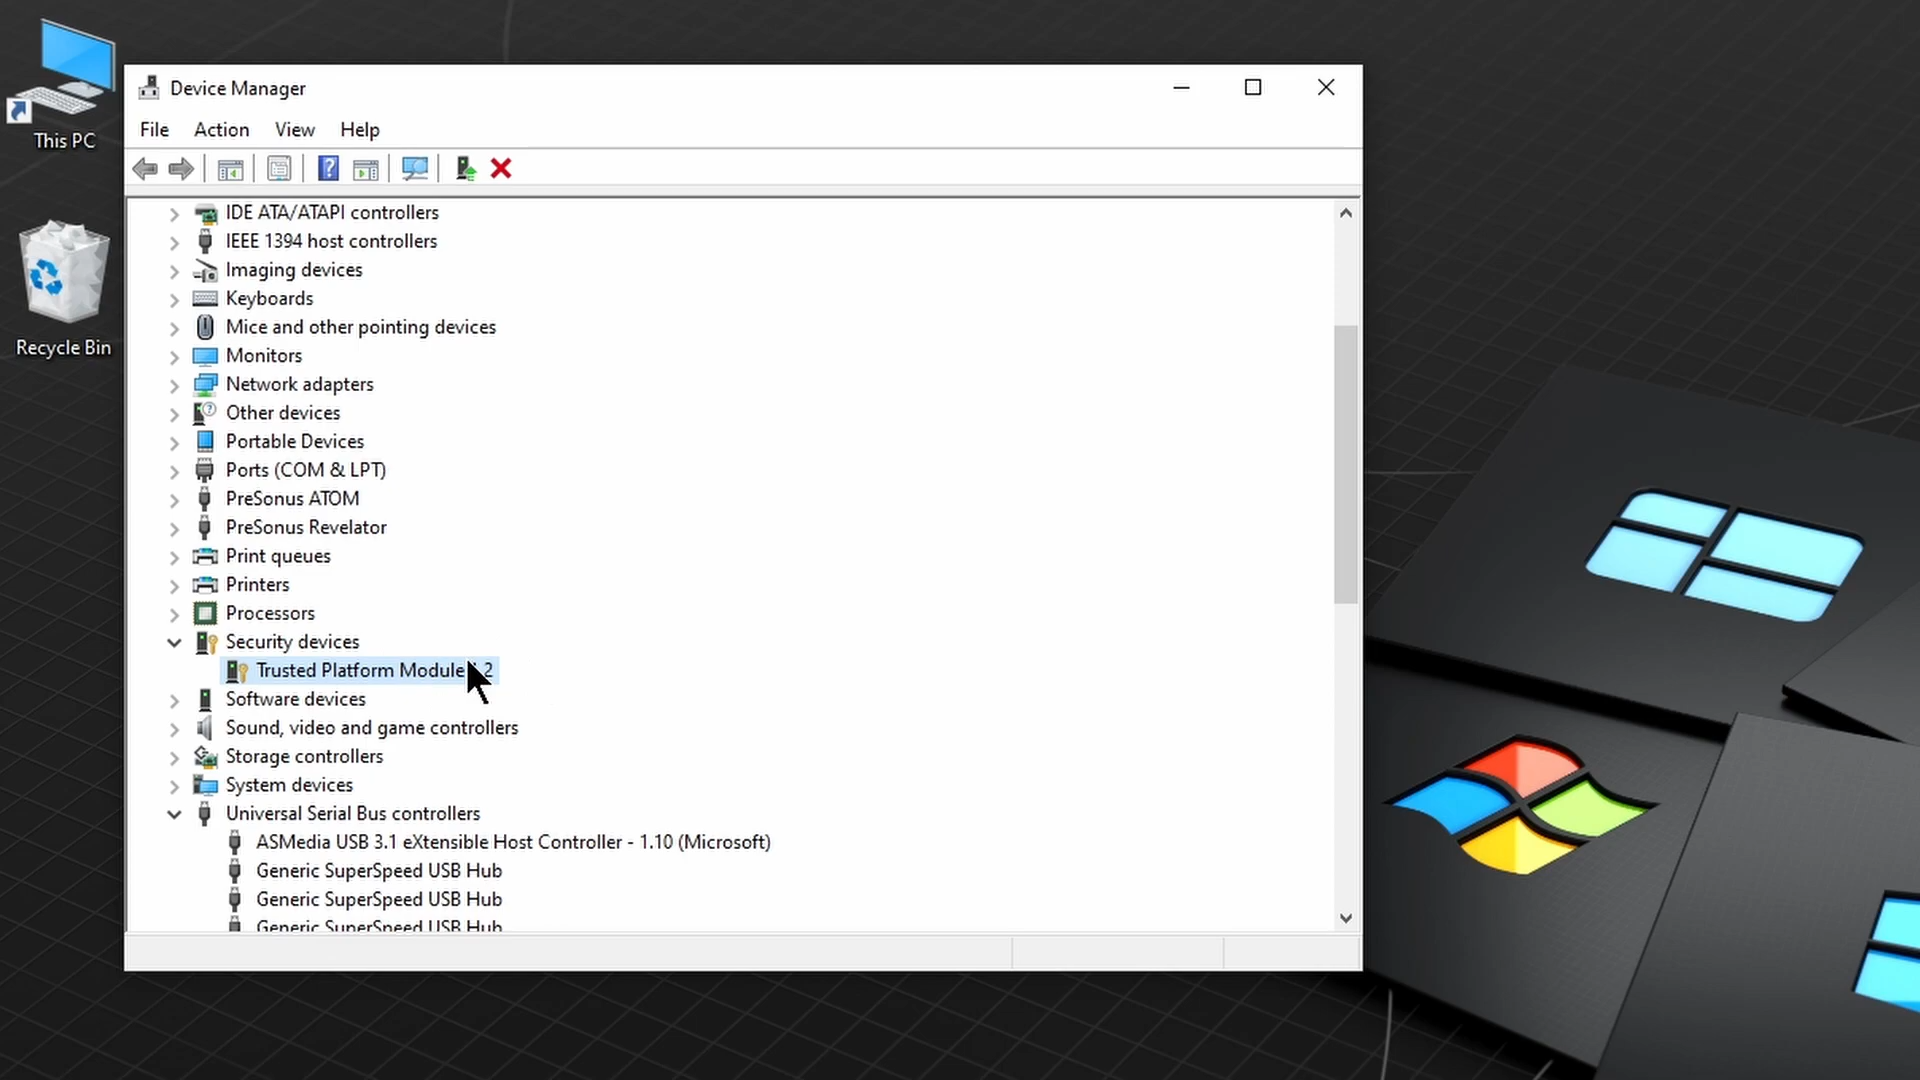 This PC
Recycle Bin
Device Manager
File Action View Help
IDE ATA/ATAPI controllers
IEEE 1394 host controllers
Imaging devices
Keyboards
Mice and other pointing devices
Monitors
Network adapters
Other devices
Portable Devices
Ports (COM & LPT)
PreSonus ATOM
PreSonus Revelator
Print queues
Printers
Processors
Security devices
Trusted Platform Module 2
Software devices
Sound, video and game controllers
Storage controllers
System devices
Universal Serial Bus controllers
ASMedia USB 3.1 eXtensible Host Controller - 1.10 (Microsoft)
Generic SuperSpeed USB Hub
Generic SuperSpeed USB Hub
Generic SuperSpeed USB Hub